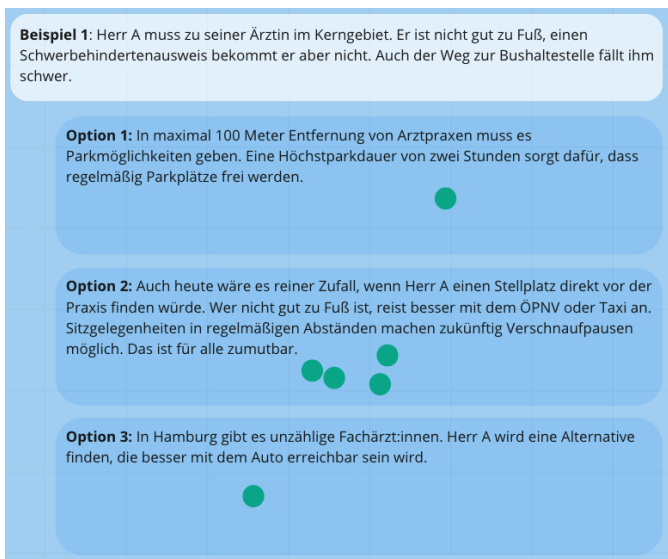 Beispiel 1: Herr A muss zu seiner Ärztin im Kerngebiet. Er ist nicht gut zu Fuß, einen
Schwerbehindertenausweis bekommt er aber nicht. Auch der Weg zur Bushaltestelle fällt ihm
schwer.
Option 1: In maximal 100 Meter Entfernung von Arztpraxen muss es
Parkmöglichkeiten geben. Eine Höchstparkdauer von zwei Stunden sorgt dafür, dass
regelmäßig Parkplätze frei werden.
Option 2: Auch heute wäre es reiner Zufall, wenn Herr A einen Stellplatz direkt vor der
Praxis finden würde. Wer nicht gut zu Fuß ist, reist besser mit dem ÖPNV oder Taxi an.
Sitzgelegenheiten in regelmäßigen Abständen machen zukünftig Verschnaufpausen
möglich. Das ist für alle zumutbar.
Option 3: In Hamburg gibt es unzählige Fachärzt:innen. Herr A wird eine Alternative
finden, die besser mit dem Auto erreichbar sein wird.